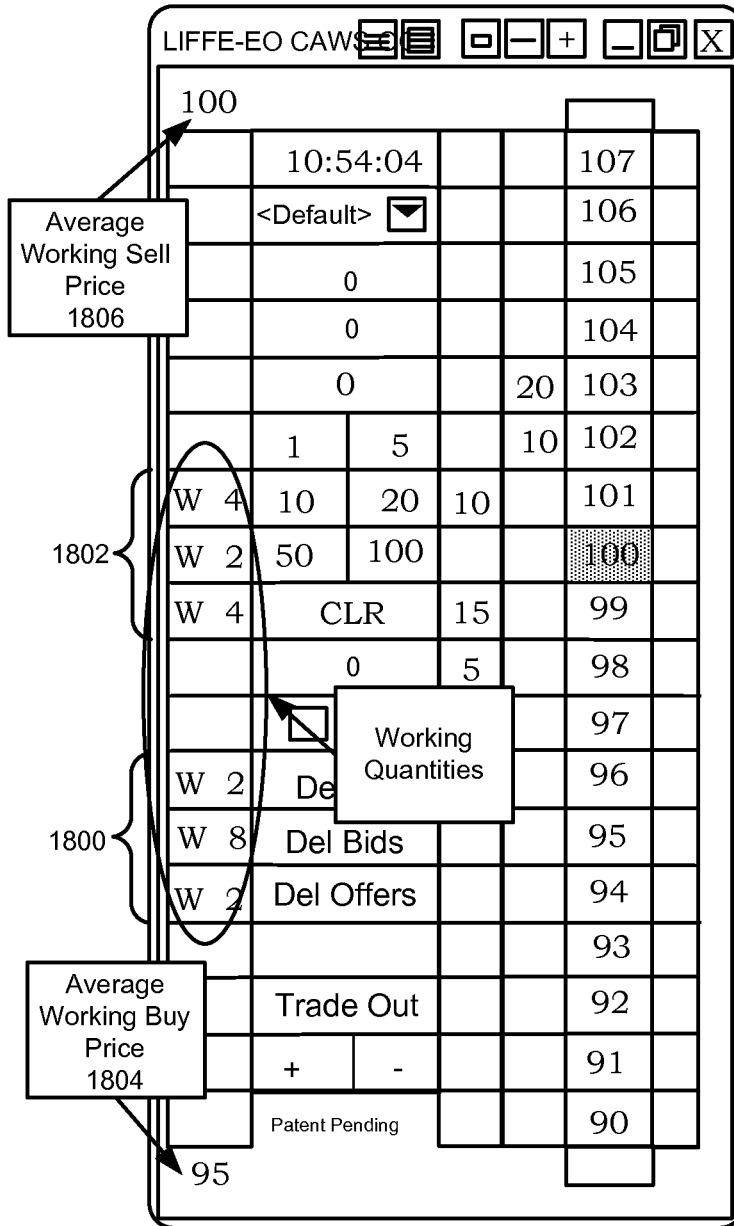 LIFFE-EO CAWS + X
100
10:54:04 107
<Default> 106
Average
Working Sell
Price
1806
0 105
0 104
0 20 103
1 5 10 102
W 4 10 20 10 101
1802
W 2 50 100 100
W 4 CLR 15 99
0 5 98
97
Working
Quantities
W 2 De 96
1800
W 8 Del Bids 95
W 2 Del Offers 94
93
Average
Working Buy
Price
1804
Trade Out 92
+ - 91
Patent Pending 90
95